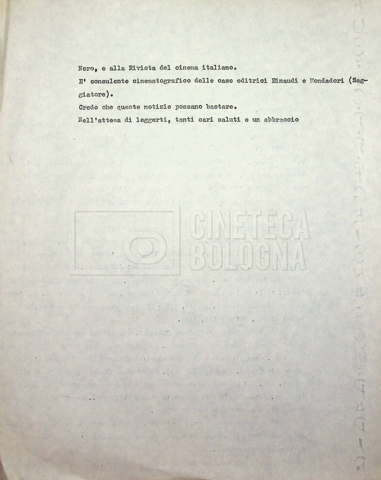 Nero, e alla Rivista del cinema italiano.
E' consulente cinematografico delle case editrici Einaudi e Mondadori (Sag-
giatore).
Credo che queste notizie possano bastare.
Nell'attesa di leggerti, tanti cari saluti e un abbraccio
CINETECA
BOLOGNA